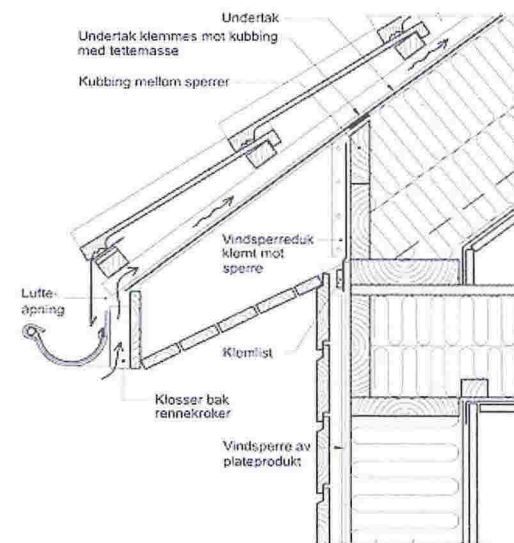 Undertak
Undertak klemmes mot kubbing
med tettemasse
Kubbing mellom sperrer
Vindsperreduk
klemt mot
sperre
Lufte-
åpning
Klemlist
Klosser bak
rennekroker
Vindsperre av
plateprodukt